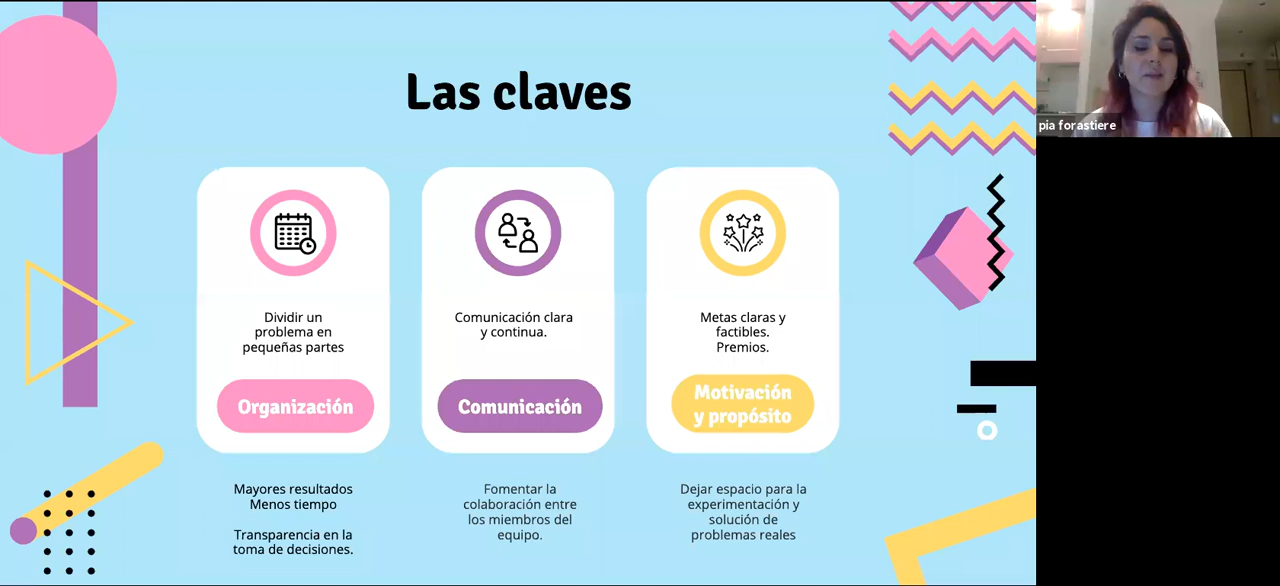 Las claves
pia forastiere
Dividir un
problema en
pequeñas partes
Organización
Mayores resultados
Menos tiempo
Transparencia en la
toma de decisiones.
Comunicación clara
y continua.
Comunicación
Fomentar la
colaboración entre
los miembros del
equipo.
Metas claras y
factibles.
Premios.
Motivación
y propósito
Dejar espacio para la
experimentación y
solución de
problemas reales